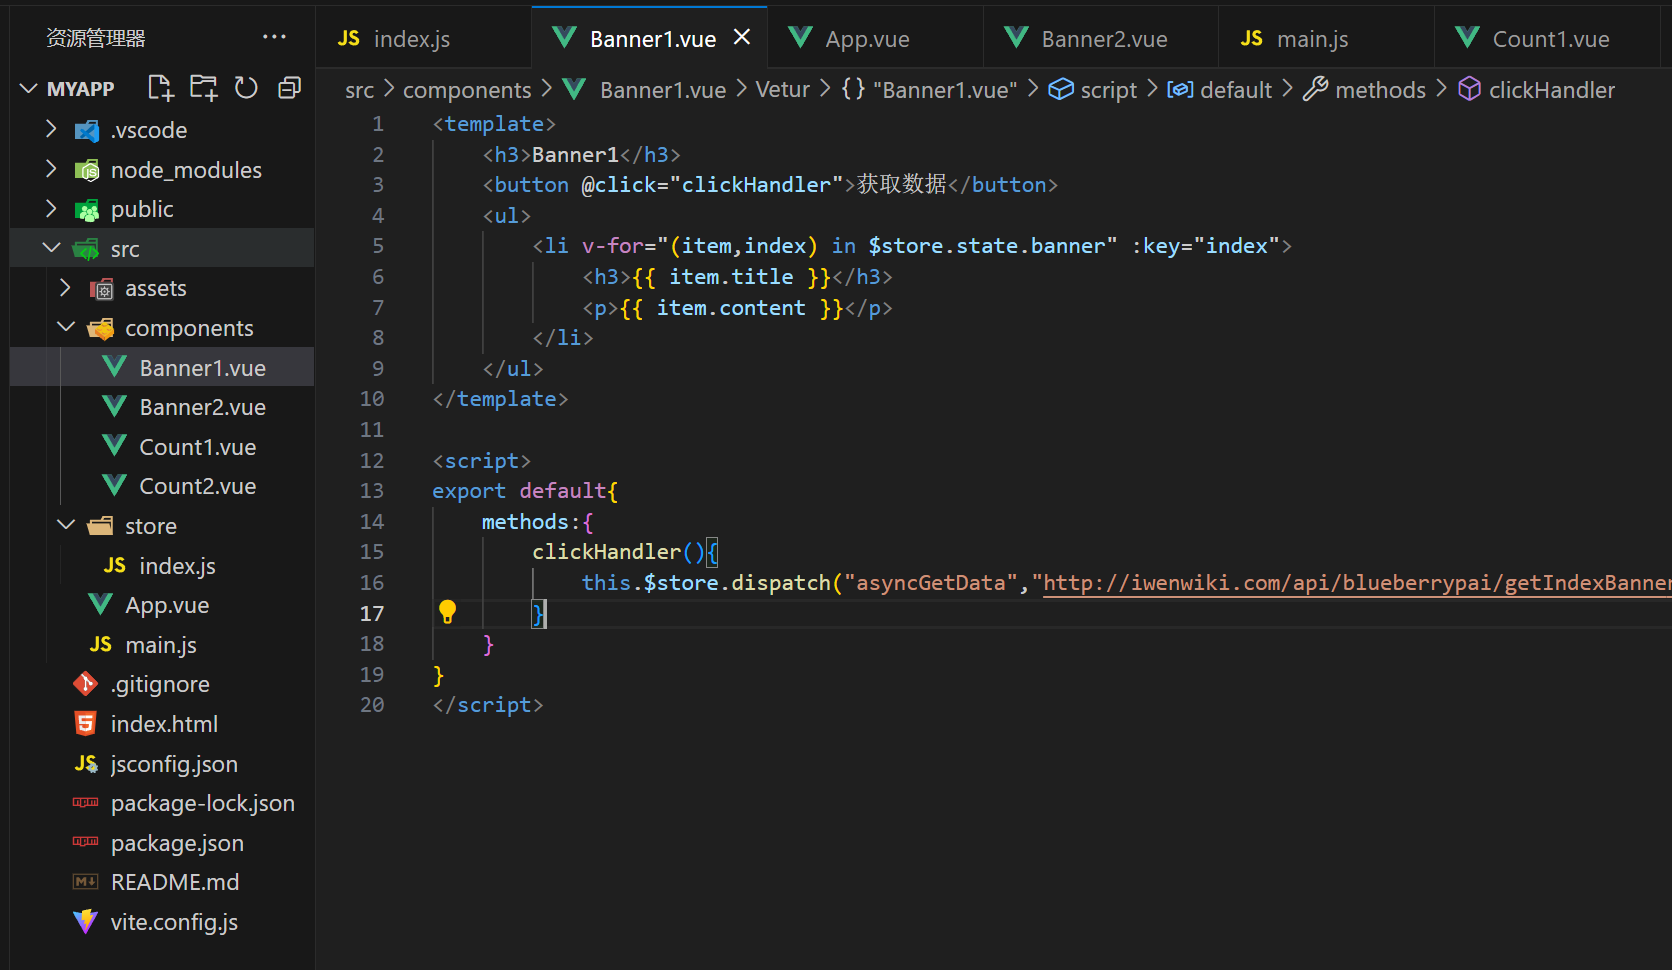 资源管理器 ···
MYAPP
.vscode
node_modules
public
src
assets
components
Banner1.vue
Banner2.vue
Count1.vue
Count2.vue
store
JS index.js
App.vue
JS main.js
.gitignore
index.html
JS jsconfig.json
package-lock.json
package.json
README.md
vite.config.js
JS index.js
Banner1.vue
App.vue
Banner2.vue
JS main.js
Count1.vue
src > components > Banner1.vue > Vetur > {} "Banner1.vue" > script > default > methods > clickHandler
1 <template>
2 <h3>Banner1</h3>
3 <button @click="clickHandler">获取数据</button>
4 <ul>
5 <li v-for="(item,index) in $store.state.banner" :key="index">
6 <h3>{{ item.title }}</h3>
7 <p>{{ item.content }}</p>
8 </li>
9 </ul>
10 </template>
11
12 <script>
13 export default{
14 methods:{
15 clickHandler(){
16 this.$store.dispatch("asyncGetData","http://iwenwiki.com/api/blueberrypai/getIndexBanner
17 }
18 }
19 }
20 </script>